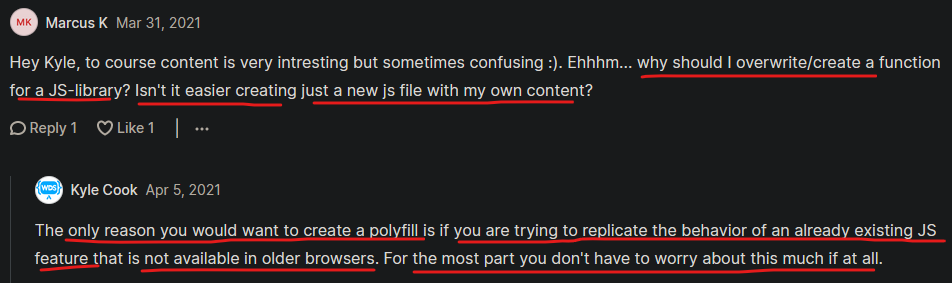 MK Marcus K Mar 31, 2021
Hey Kyle, to course content is very intresting but sometimes confusing :). Ehhhm... why should I overwrite/create a function
for a JS-library? Isn't it easier creating just a new js file with my own content?
Reply 1 Like 1 ...
WDS Kyle Cook Apr 5, 2021
The only reason you would want to create a polyfill is if you are trying to replicate the behavior of an already existing JS
feature that is not available in older browsers. For the most part you don't have to worry about this much if at all.